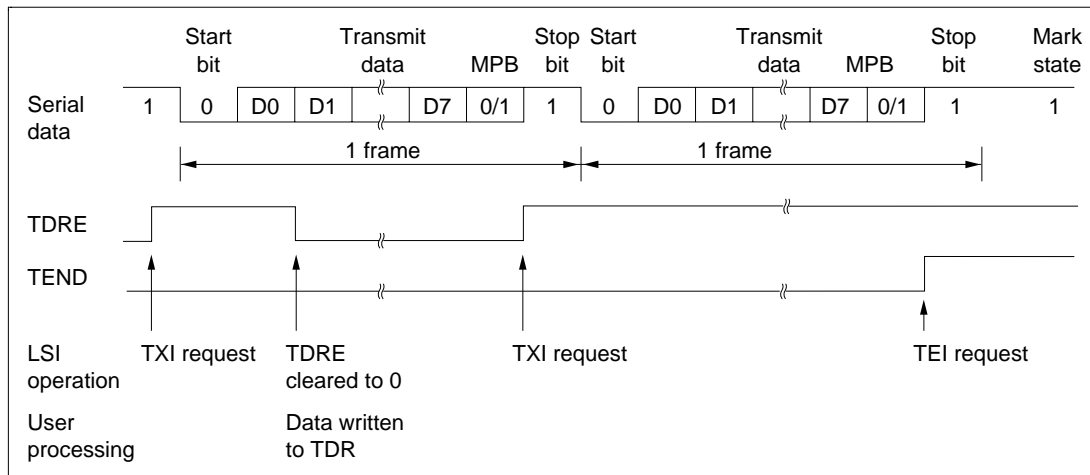 Start bit Transmit data MPB Stop bit Start bit Transmit data MPB Stop bit Mark state
Serial data 1 0 D0 D1 D7 0/1 1 0 D0 D1 D7 0/1 1 1
1 frame 1 frame
TDRE
TEND
LSI operation TXI request TDRE cleared to 0 TXI request TEI request
User processing Data written to TDR